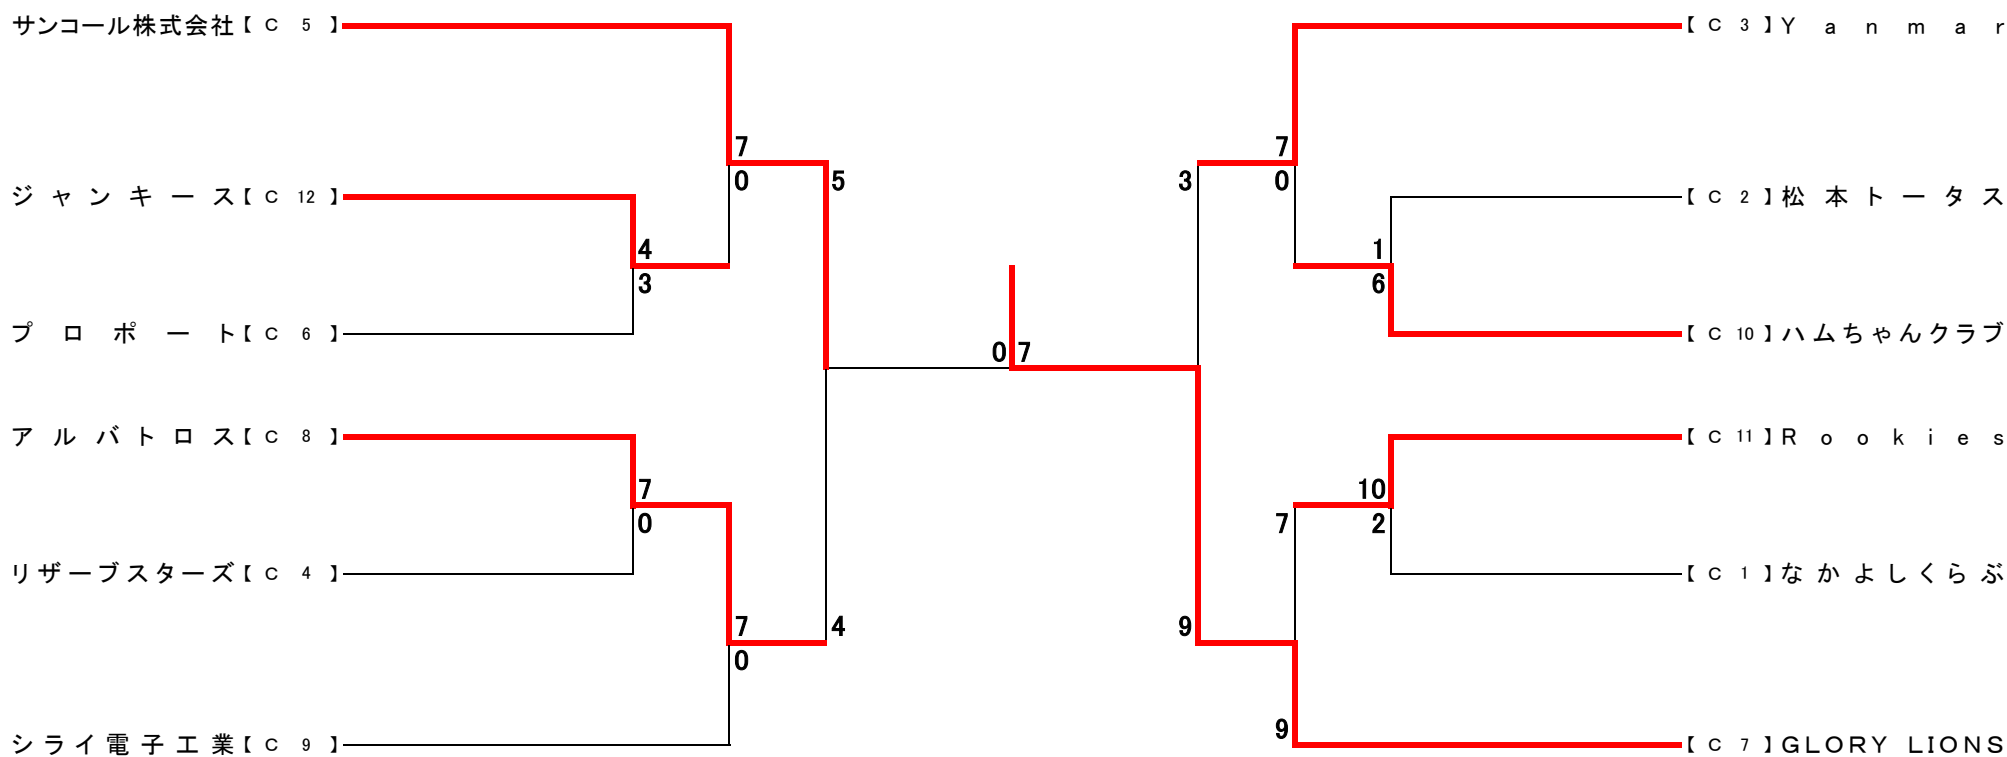 サンコール株式会社【 C 5 】 【 C 3 】Yanmar
7 7
0 5 3 0
ジャンキース【 C 12 】 【 C 2 】松本トータス
4 1
3 6
プロポート【 C 6 】 【 C 10 】ハムちゃんクラブ
0 7
アルバトロス【 C 8 】 【 C 11 】Rookies
7 10
0 7 2
リザーブスターズ【 C 4 】 【 C 1 】なかよしくらぶ
7 4 9
0
シライ電子工業【 C 9 】 9 【 C 7 】GLORY LIONS